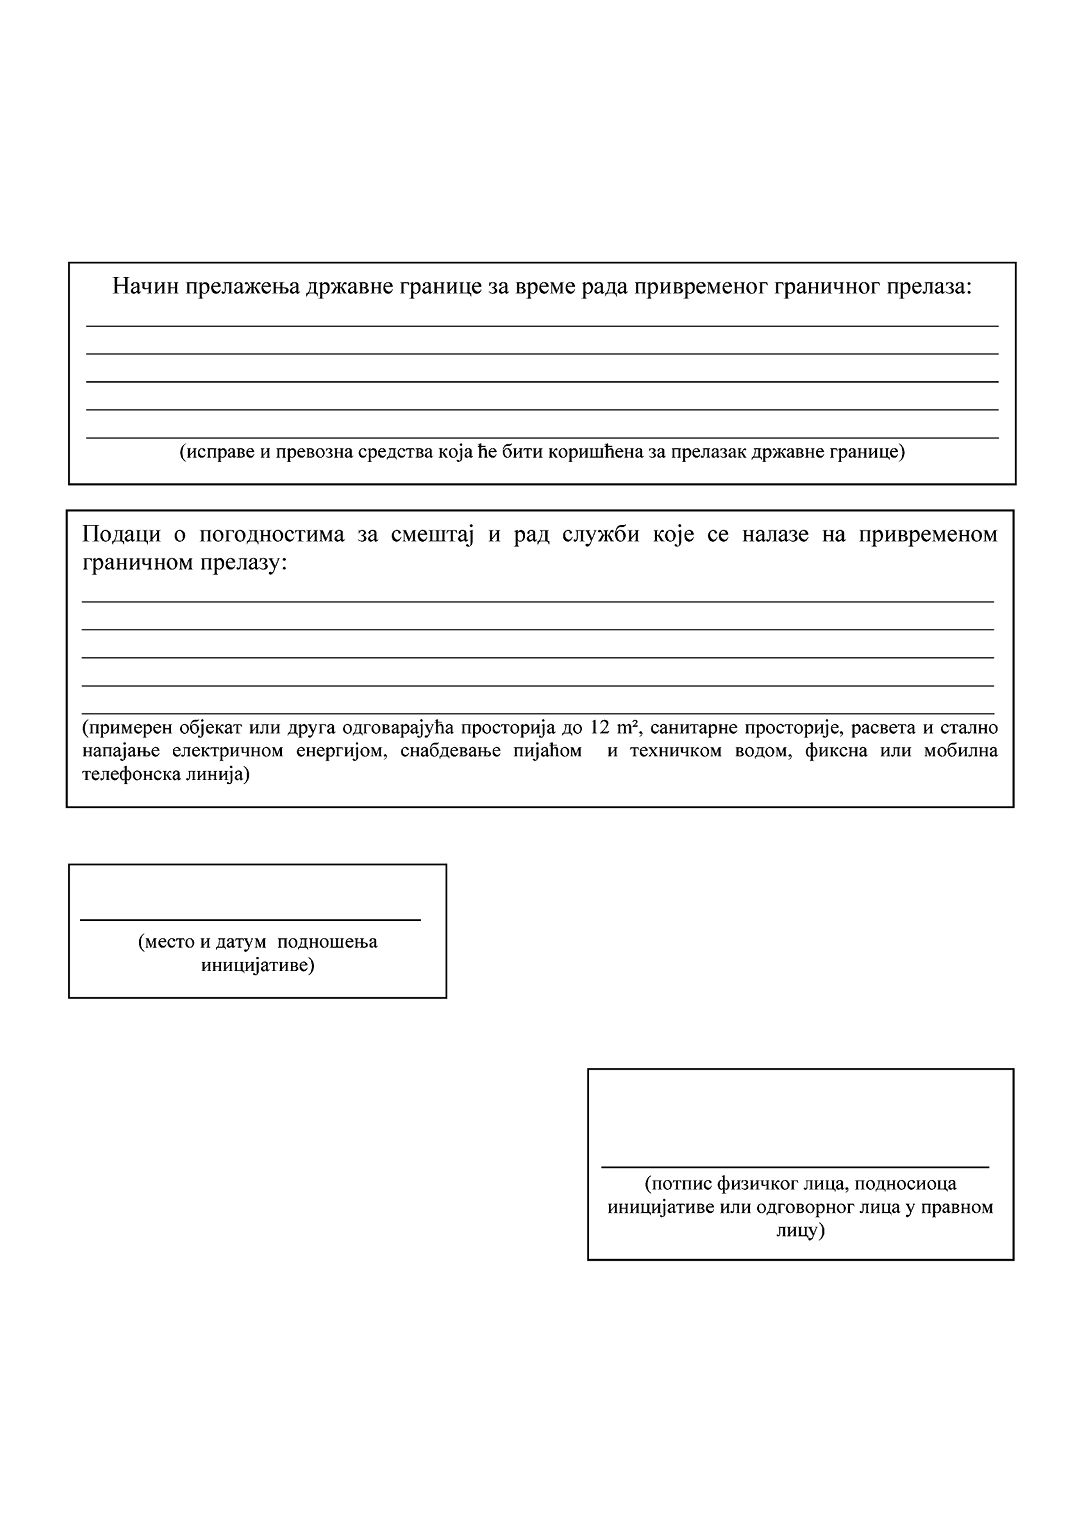 Начин прелажења државне границе за време рада привременог граничног прелаза:
(исправе и превозна средства која ће бити коришћена за прелазак државне границе)
Подаци о погодностима за смештај и рад служби које се налазе на привременом
граничном прелазу:
(примерен објекат или друга одговарајућа просторија до 12 m², санитарне просторије, расвета и стално
напајање електричном енергијом, снабдевање пијаћом и техничком водом, фиксна или мобилна
телефонска линија)
(место и датум подношења
иницијативе)
(потпис физичког лица, подносиоца
иницијативе или одговорног лица у правном
лицу)